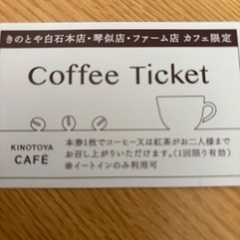 きのとや白石本店・琴似店・ファーム店 カフェ限定
Coffee Ticket
KINOTOYA
CAFÉ
本券1枚でコーヒー又は紅茶がお二人様まで
お召し上がりいただけます。(1回限り有効)
※イートインのみ利用可